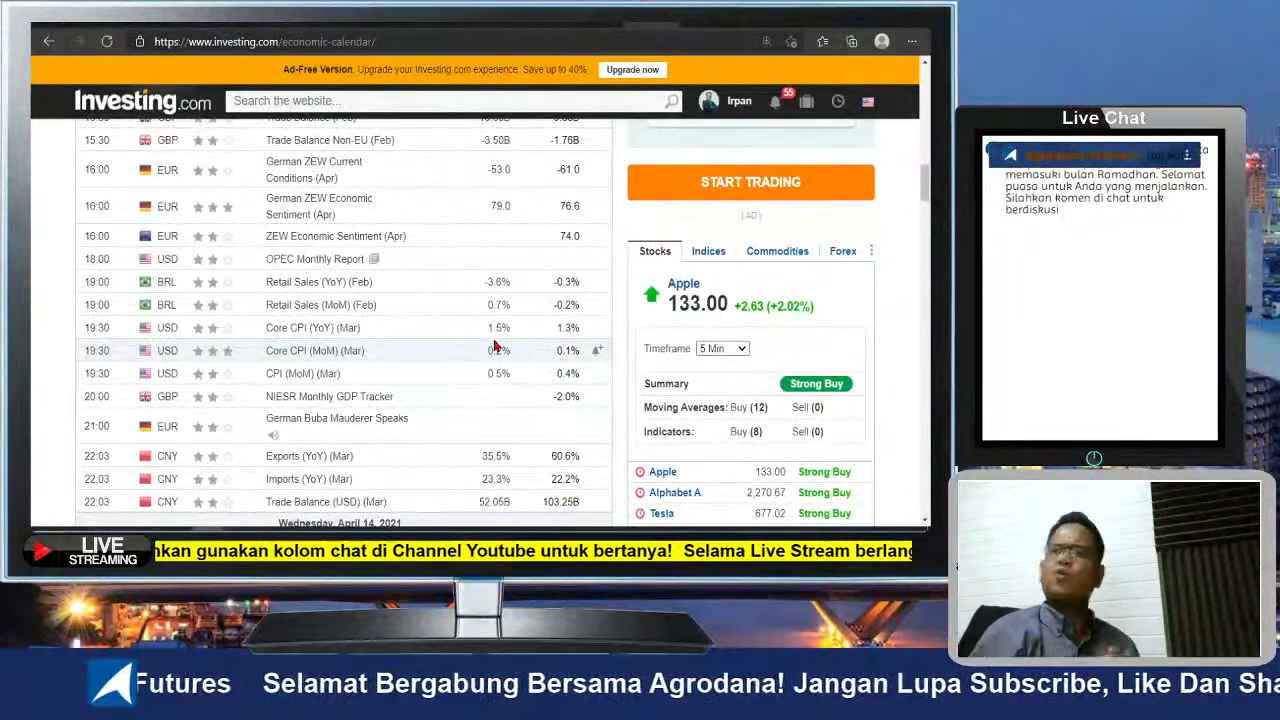 https://www.investing.com/economic-calendar/
Ad-Free Version. Upgrade your Investing.com experience. Save up to 40% Upgrade now
Investing.com Search the website... Irpan 55
15:30 GBP Trade Balance Non-EU (Feb) -3.50B -1.76B
16:00 EUR German ZEW Current Conditions (Apr) -53.0 -61.0
16:00 EUR German ZEW Economic Sentiment (Apr) 79.0 76.6
16:00 EUR ZEW Economic Sentiment (Apr) 74.0
18:98 USD OPEC Monthly Report
19:00 BRL Retail Sales (YoY) (Feb) -3.6% -0.3%
19:00 BRL Retail Sales (MoM) (Feb) 0.7% -0.2%
19:30 USD Core CPI (YoY) (Mar) 1.5% 1.3%
19:30 USD Core CPI (MoM) (Mar) 0.2% 0.1%
19:30 USD CPI (MoM) (Mar) 0.5% 0.4%
20:00 GBP NIESR Monthly GDP Tracker -2.0%
21:00 EUR German Buba Mauderer Speaks
22:03 CNY Exports (YoY) (Mar) 35.5% 60.6%
22:03 CNY Imports (YoY) (Mar) 23.3% 22.2%
22:03 CNY Trade Balance (USD) (Mar) 52.05B 103.25B
Wednesday, April 14, 2021
START TRADING
[ AD ]
Stocks Indices Commodities Forex
Apple
133.00 +2.63 (+2.02%)
Timeframe 5 Min
Summary Strong Buy
Moving Averages: Buy (12) Sell (0)
Indicators: Buy (8) Sell (0)
Apple 133.00 Strong Buy
Alphabet A 2,270.67 Strong Buy
Tesla 677.02 Strong Buy
Live Chat
memasuki bulan Ramadhan. Selamat
puasa untuk Anda yang menjalankan.
Silahkan komen di chat untuk
berdiskusi
LIVE
STREAMING
hkan gunakan kolom chat di Channel Youtube untuk bertanya! Selama Live Stream berlang
Futures Selamat Bergabung Bersama Agrodana! Jangan Lupa Subscribe, Like Dan Sha